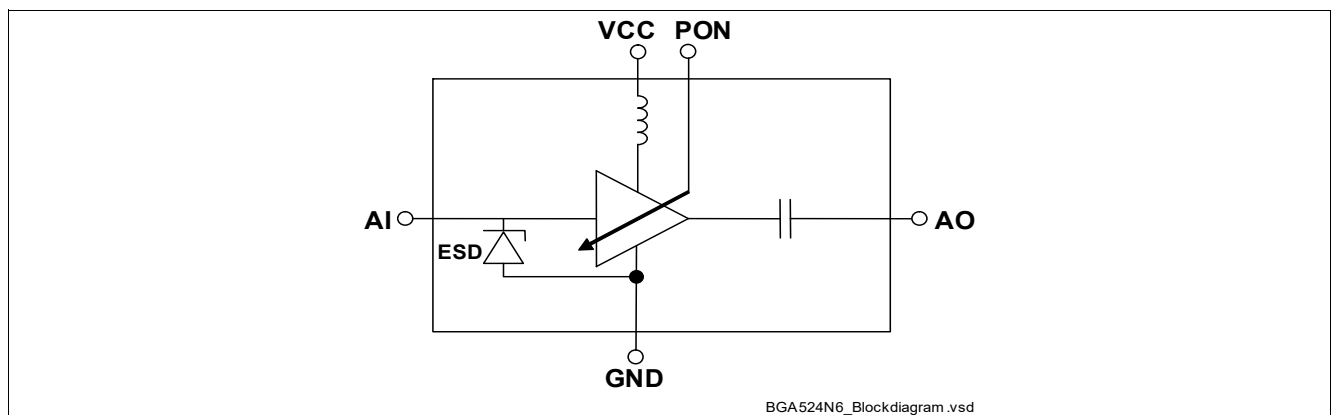 VCC PON
AI
ESD
AO
GND
BGA524N6_Blockdiagram.vsd